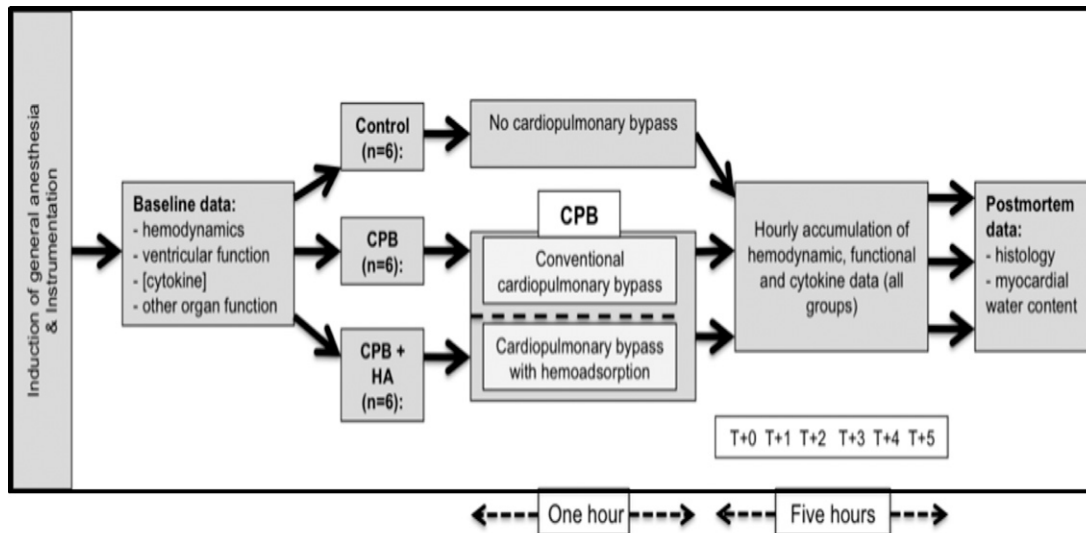 Induction of general anesthesia
& Instrumentation
Baseline data:
- hemodynamics
- ventricular function
- [cytokine]
- other organ function
Control
(n=6):
CPB
(n=6):
CPB +
HA
(n=6):
No cardiopulmonary bypass
CPB
Conventional
cardiopulmonary bypass
Cardiopulmonary bypass
with hemoadsorption
Hourly accumulation of
hemodynamic, functional
and cytokine data (all
groups)
Postmortem
data:
- histology
- myocardial
water content
T+0 T+1 T+2 T+3 T+4 T+5
One hour
Five hours